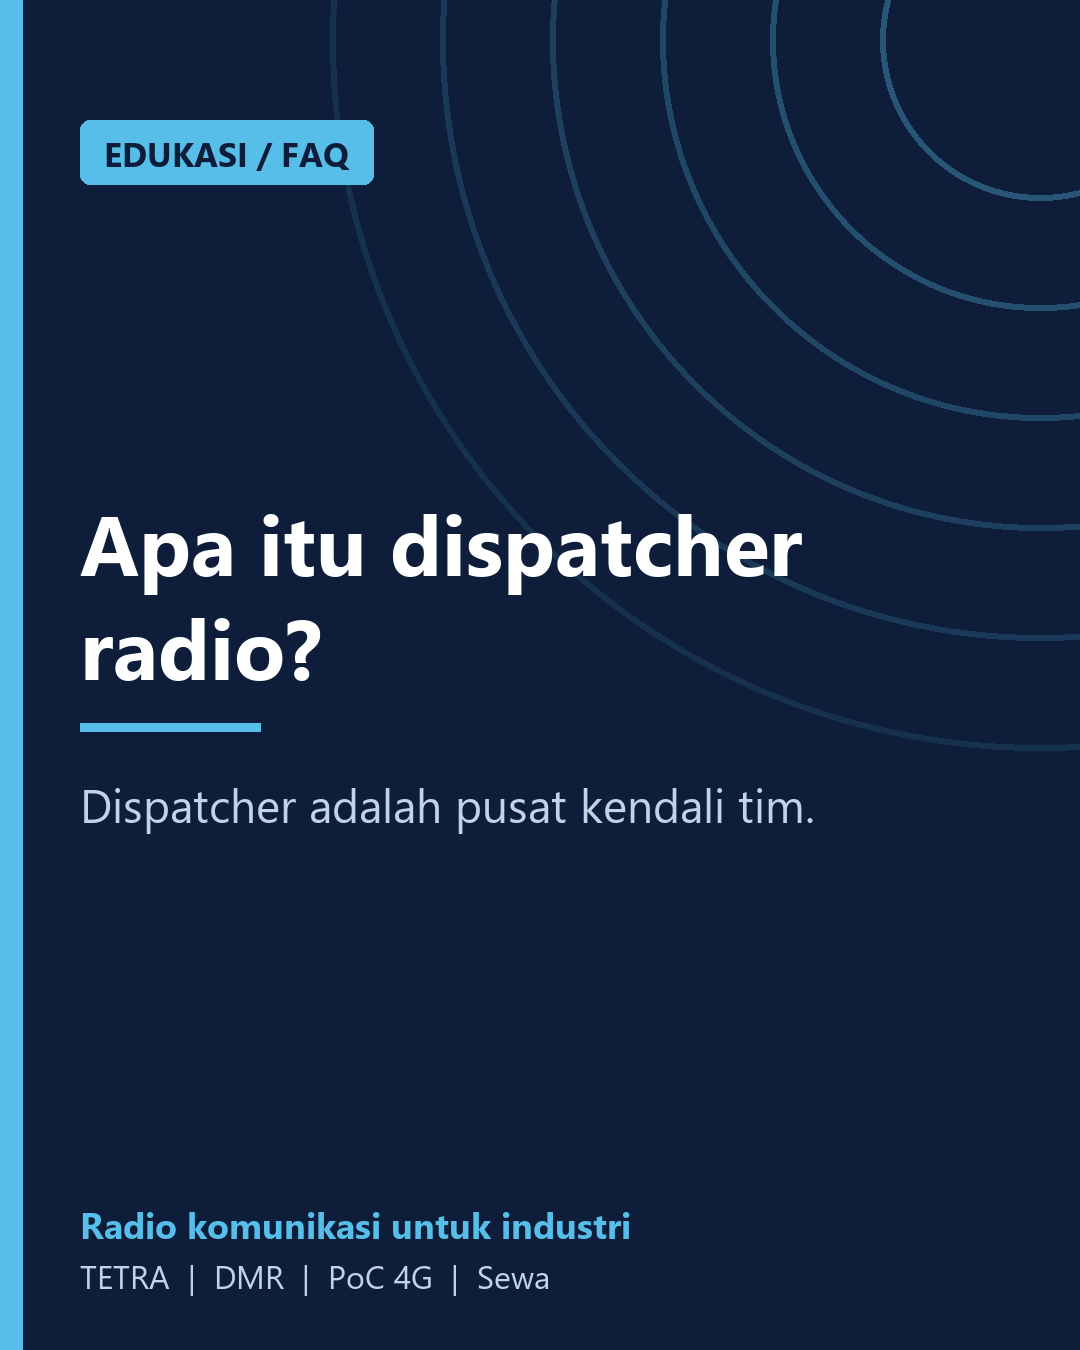 EDUKASI / FAQ
Apa itu dispatcher
radio?
Dispatcher adalah pusat kendali tim.
Radio komunikasi untuk industri
TETRA | DMR | PoC 4G | Sewa